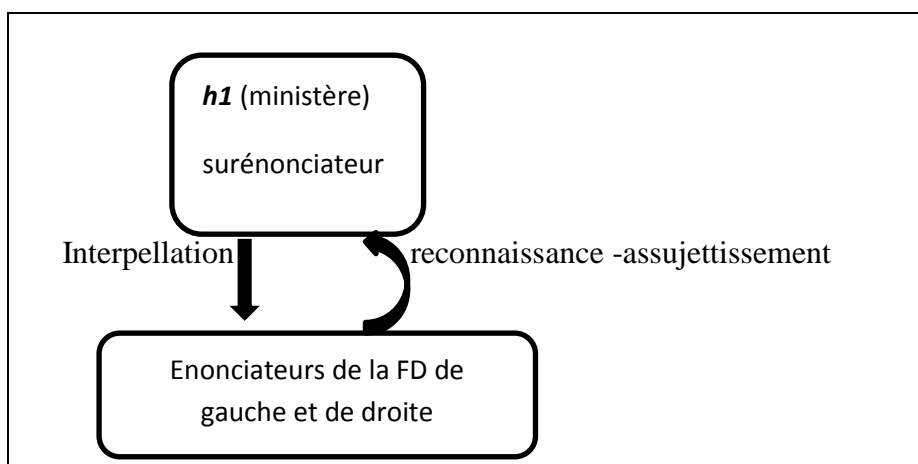 h1 (ministère)
surénonciateur
Interpellation
reconnaissance -assujettissement
Enonciateurs de la FD de
gauche et de droite